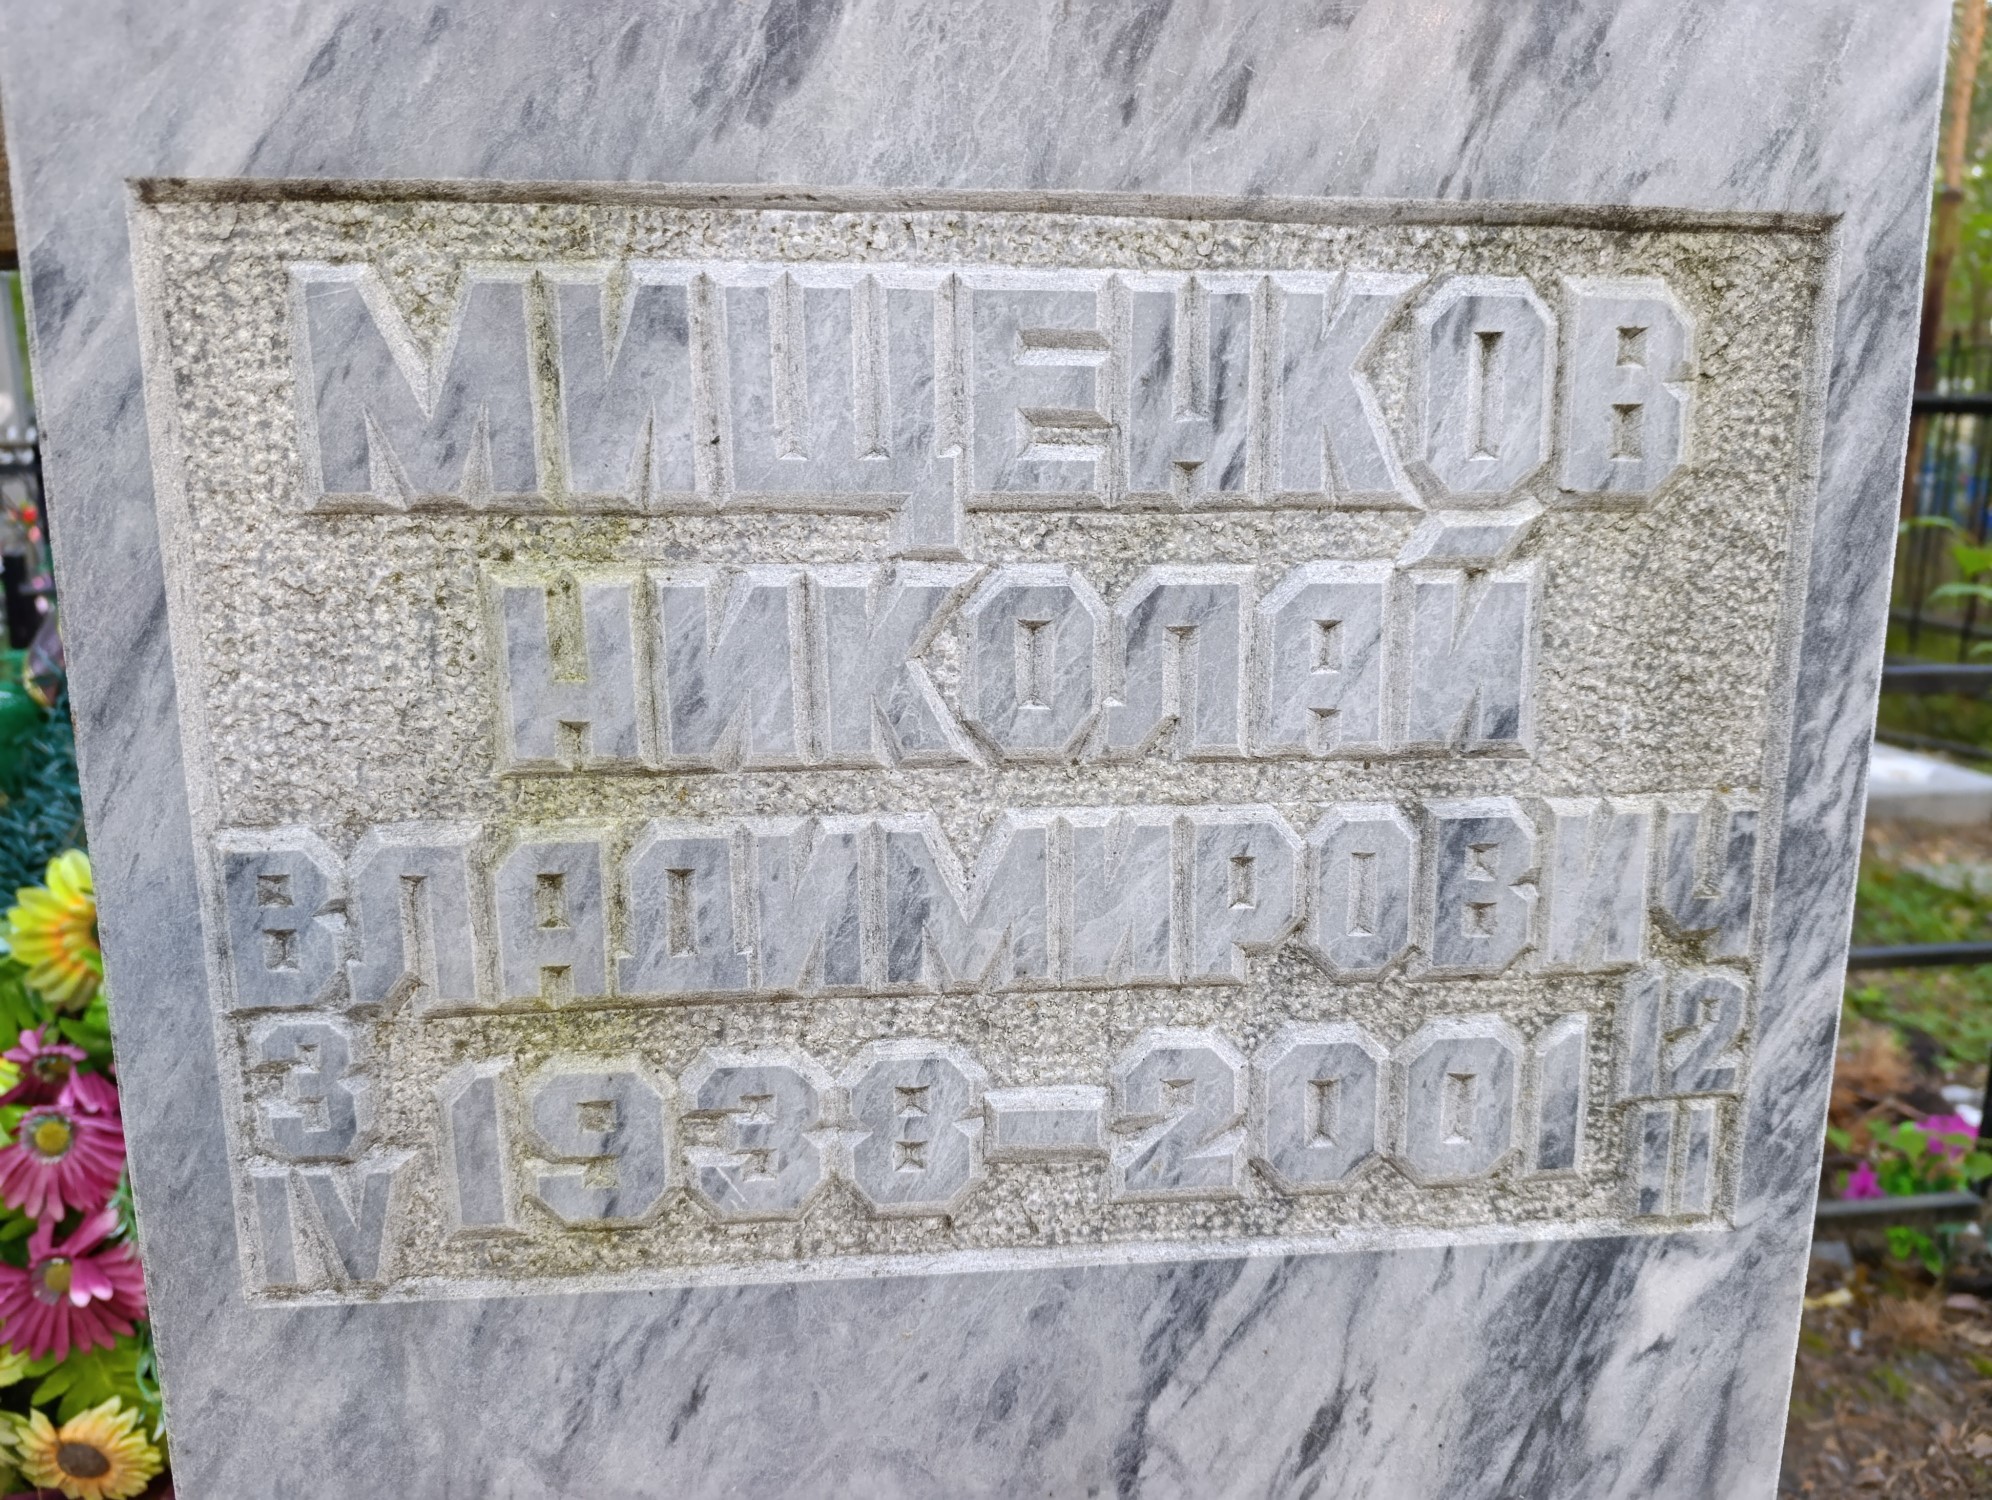 МИЩЕНКОВ
НИКОЛАЙ
ВЛАДИМИРОВИЧ
3 1938-2001 12
IV II